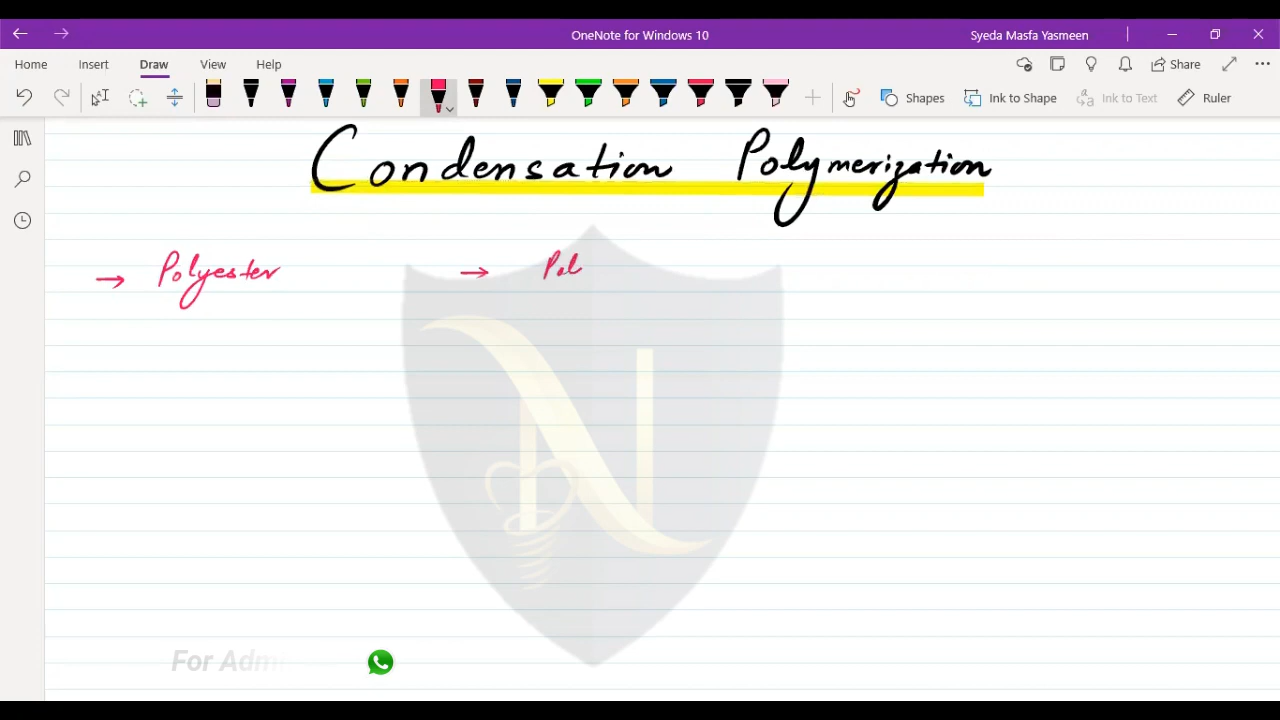 OneNote for Windows 10
Syeda Masfa Yasmeen
Home Insert Draw View Help
Share
Shapes Ink to Shape Ink to Text Ruler
Condensation Polymerization
→ Polyester → Pol
N
For Admi